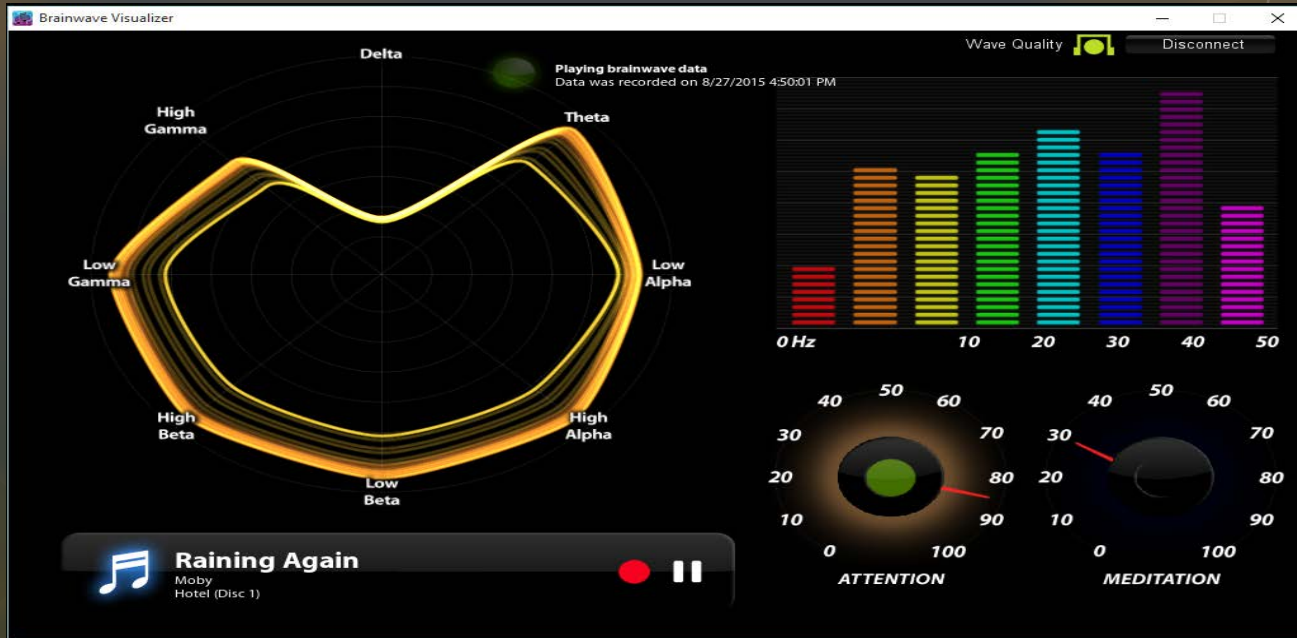 Brainwave Visualizer
Wave Quality
Disconnect
Playing brainwave data
Data was recorded on 8/27/2015 4:50:01 PM
Delta
High
Gamma
Theta
Low
Gamma
Low
Alpha
High
Beta
High
Alpha
Low
Beta
0 Hz 10 20 30 40 50
0 10 20 30 40 50 60 70 80 90 100
ATTENTION
0 10 20 30 40 50 60 70 80 90 100
MEDITATION
Raining Again
Moby
Hotel (Disc 1)